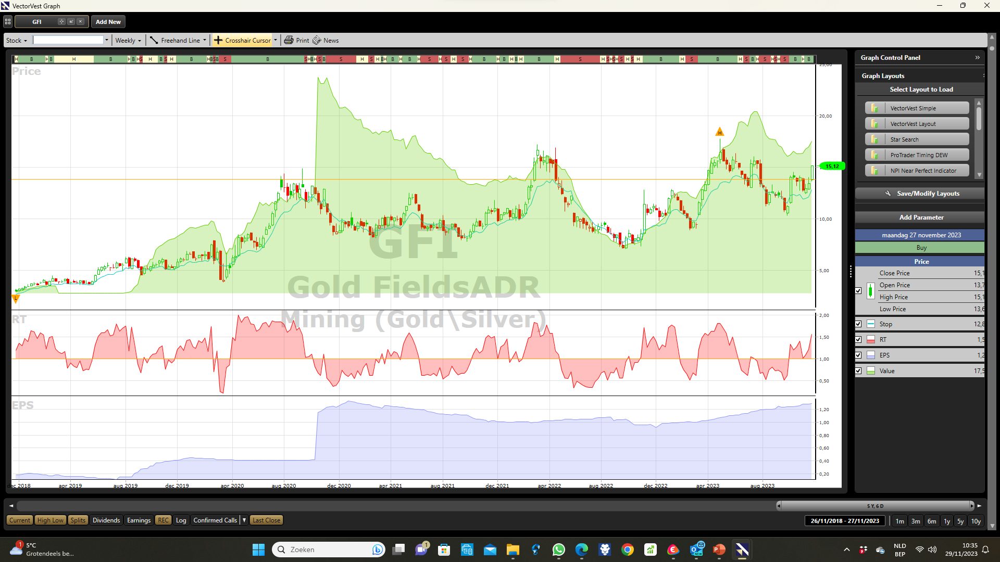 VectorVest Graph
GFI
Add New
Stock
Weekly
Freehand Line
Crosshair Cursor
Print
News
H B H B H B H B H S H B S H B H B S B S B S H B H S B S H S H B H B H B H S H S H S H B H B H B H B H S H S H S H S H S H B H S B H S B H S H S H S B H B
Price
25,00
20,00
15,12
10,00
5,00
H
L
GFI
Gold FieldsADR
Mining (Gold\Silver)
RT
2,00
1,50
1,00
0,50
EPS
1,20
1,00
0,80
0,60
0,40
0,20
dec 2018 apr 2019 aug 2019 dec 2019 apr 2020 aug 2020 dec 2020 apr 2021 aug 2021 dec 2021 apr 2022 aug 2022 dec 2022 apr 2023 aug 2023
Graph Control Panel »
Graph Layouts
Select Layout to Load
VectorVest Simple
VectorVest Layout
Star Search
ProTrader Timing DEW
NPI Near Perfect Indicator
Save/Modify Layouts
Add Parameter
maandag 27 november 2023
Buy
Price
Close Price 15,1
Open Price 13,7
High Price 15,1
Low Price 13,6
Stop 12,8
RT 1,5
EPS 1,2
Value 17,5
5 Y, 6 D
Current
High Low
Splits
Dividends
Earnings
REC
Log
Confirmed Calls
Last Close
26/11/2018 - 27/11/2023
1m 3m 6m 1y 5y 10y
1
5°C
Grotendeels be...
Zoeken
1
NEW
NLD
BEP
10:35
29/11/2023